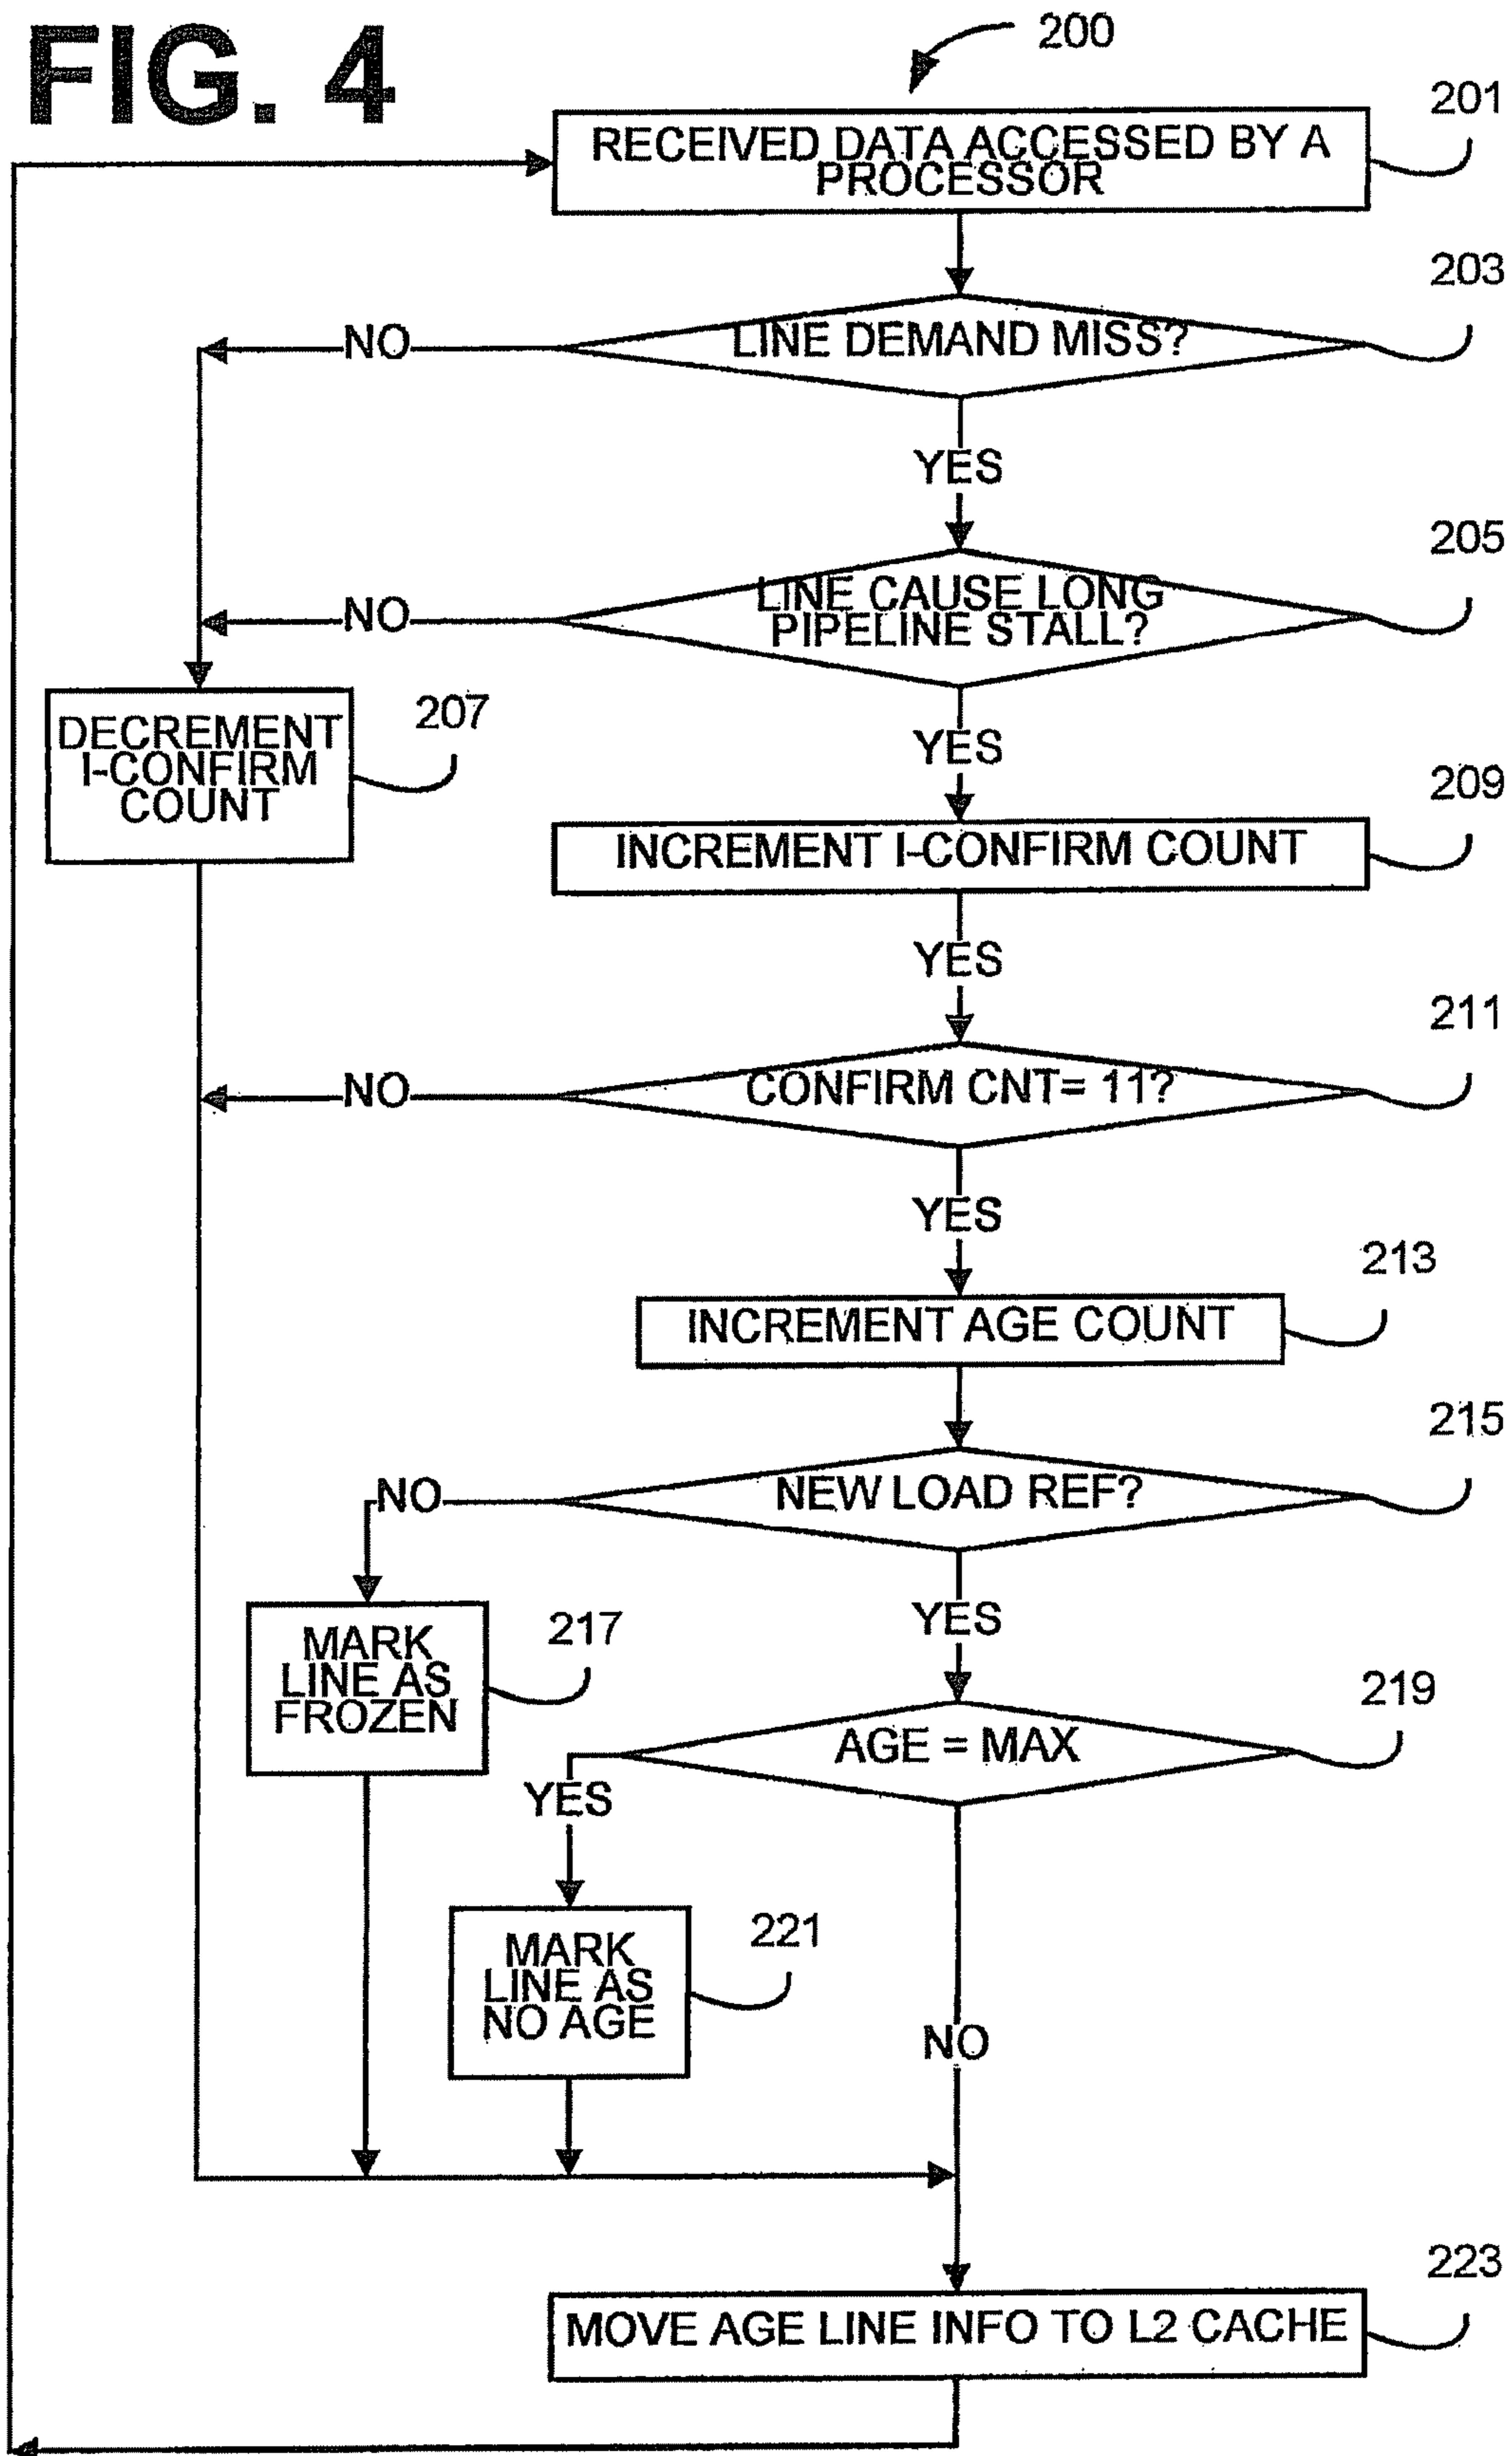 FIG. 4
200
201
RECEIVED DATA ACCESSED BY A
PROCESSOR
203
LINE DEMAND MISS?
NO
YES
205
LINE CAUSE LONG
PIPELINE STALL?
NO
207
DECREMENT
I-CONFIRM
COUNT
YES
209
INCREMENT I-CONFIRM COUNT
YES
211
CONFIRM CNT= 11?
NO
YES
213
INCREMENT AGE COUNT
215
NEW LOAD REF?
NO
217
MARK
LINE AS
FROZEN
YES
219
AGE = MAX
YES
221
MARK
LINE AS
NO AGE
NO
223
MOVE AGE LINE INFO TO L2 CACHE